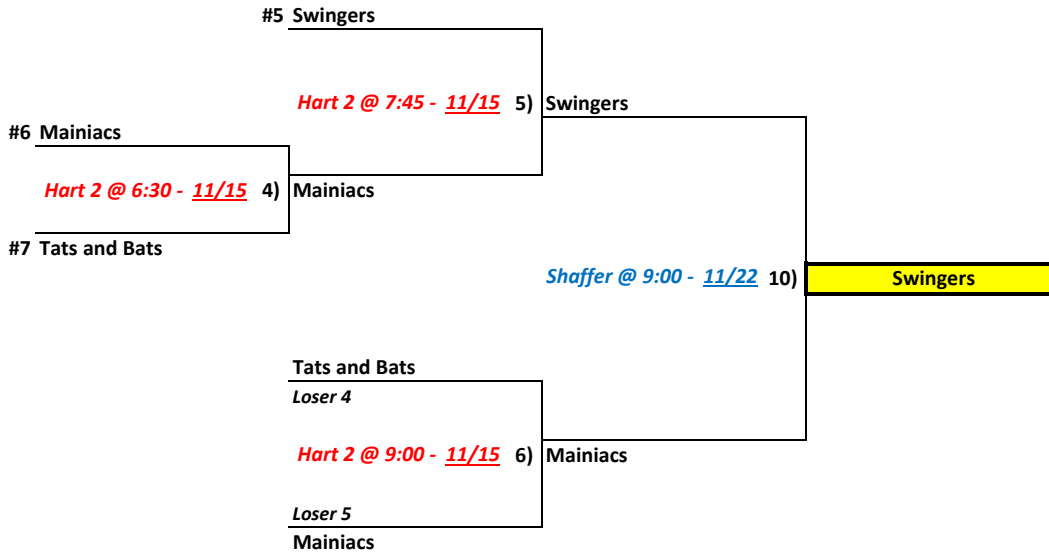 #5 Swingers
Hart 2 @ 7:45 - 11/15 5) Swingers
#6 Mainiacs
Hart 2 @ 6:30 - 11/15 4) Mainiacs
#7 Tats and Bats
Shaffer @ 9:00 - 11/22 10) Swingers
Tats and Bats
Loser 4
Hart 2 @ 9:00 - 11/15 6) Mainiacs
Loser 5
Mainiacs